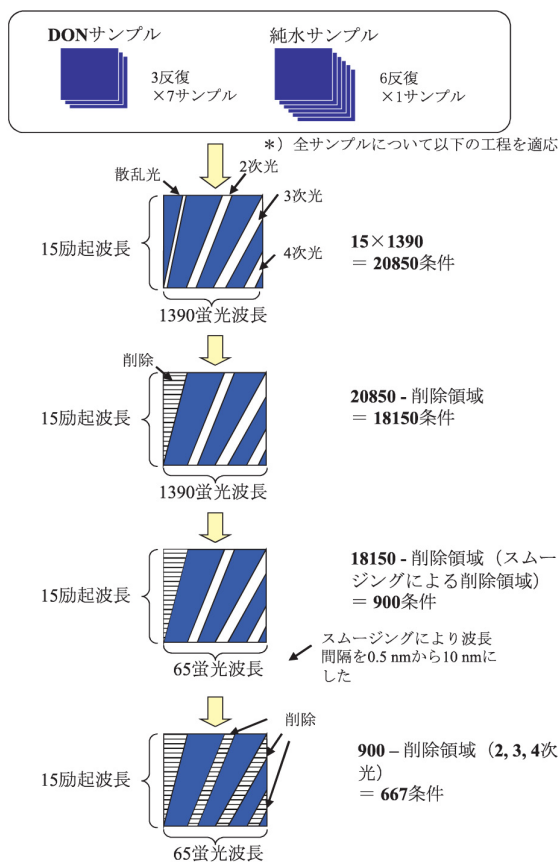 DONサンプル
純水サンプル
3反復
×7サンプル
6反復
×1サンプル
*）全サンプルについて以下の工程を適応
散乱光
2次光
3次光
15励起波長
4次光
15×1390
= 20850条件
1390蛍光波長
削除
15励起波長
20850 - 削除領域
= 18150条件
1390蛍光波長
15励起波長
18150 - 削除領域（スムー
ジングによる削除領域）
= 900条件
65蛍光波長
スムージングにより波長
間隔を0.5 nmから10 nmに
した
削除
15励起波長
900 – 削除領域（2, 3, 4次
光）
= 667条件
65蛍光波長